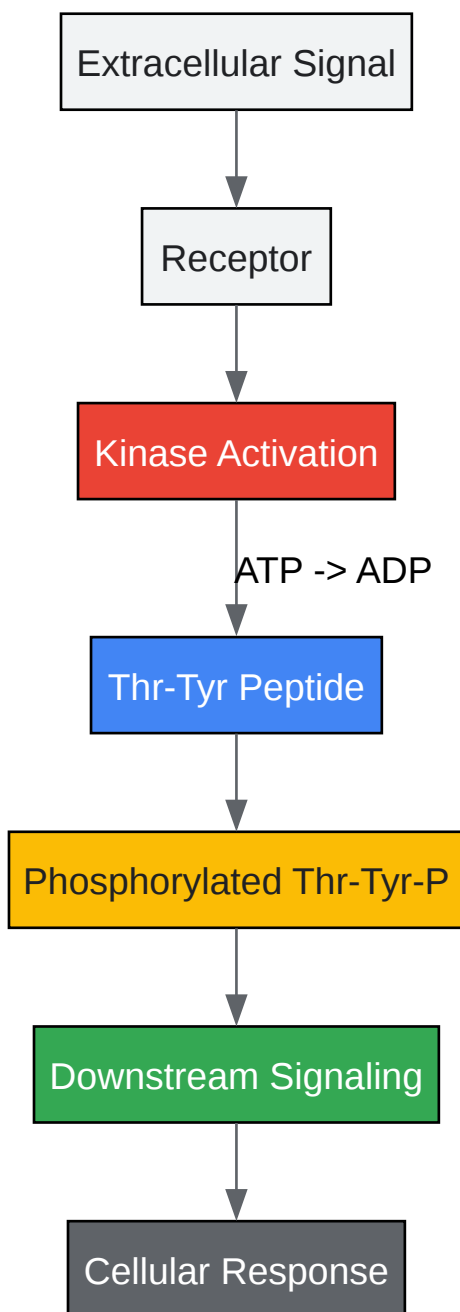 Extracellular Signal
Receptor
Kinase Activation
ATP -> ADP
Thr-Tyr Peptide
Phosphorylated Thr-Tyr-P
Downstream Signaling
Cellular Response